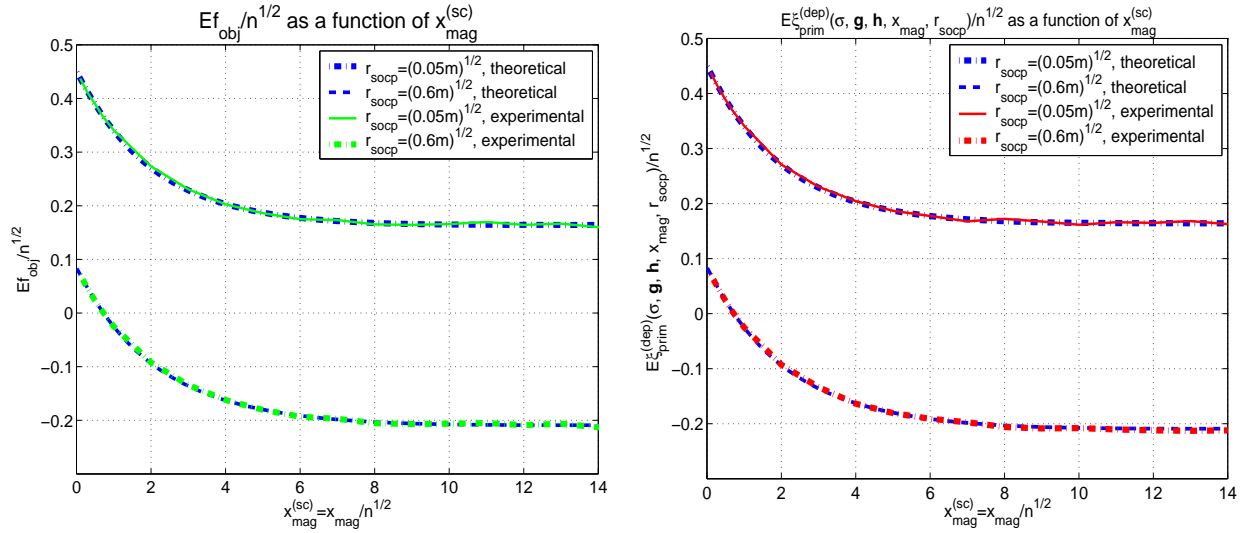 Ef_obj/n^1/2 as a function of x_mag^(sc)
r_socp=(0.05m)^1/2, theoretical
r_socp=(0.6m)^1/2, theoretical
r_socp=(0.05m)^1/2, experimental
r_socp=(0.6m)^1/2, experimental
Ef_obj/n^1/2
0.5
0.4
0.3
0.2
0.1
0
−0.1
−0.2
0 2 4 6 8 10 12 14
x_mag^(sc)=x_mag/n^1/2
Eξ_prim^(dep)(σ, g, h, x_mag, r_socp)/n^1/2 as a function of x_mag^(sc)
r_socp=(0.05m)^1/2, theoretical
r_socp=(0.6m)^1/2, theoretical
r_socp=(0.05m)^1/2, experimental
r_socp=(0.6m)^1/2, experimental
Eξ_prim^(dep)(σ, g, h, x_mag, r_socp)/n^1/2
0.5
0.4
0.3
0.2
0.1
0
−0.1
−0.2
0 2 4 6 8 10 12 14
x_mag^(sc)=x_mag/n^1/2